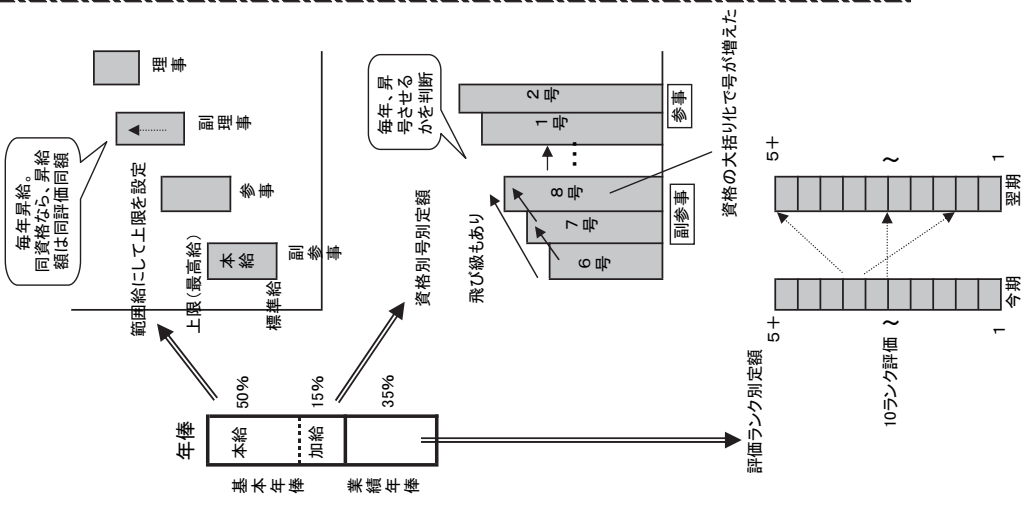 年俸
基本年俸
業績年俸
本給
加給
50%
15%
35%
毎年昇給。
同資格なら、昇給
額は同評価同額
範囲給にして上限を設定
上限（最高給）
標準給
本給
副参事
参事
副理事
理事
資格別号別定額
毎年、昇
号させる
かを判断
飛び級もあり
6号
7号
8号
…
1号
2号
副参事
参事
資格の大括り化で号が増えた
評価ランク別定額
10ランク評価
5＋
～
1
今期
5＋
～
1
翌期